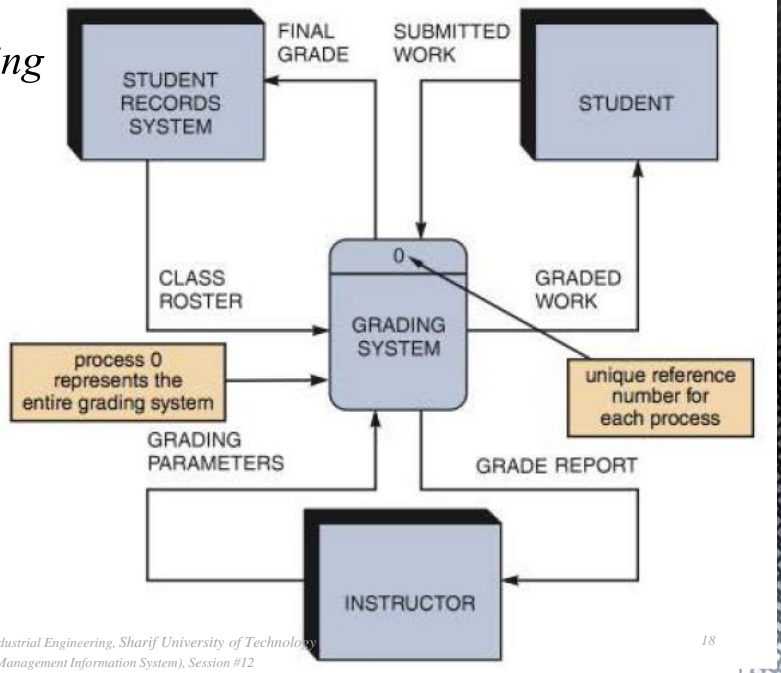 ing
FINAL
GRADE
SUBMITTED
WORK
STUDENT
RECORDS
SYSTEM
STUDENT
0
CLASS
ROSTER
GRADED
WORK
GRADING
SYSTEM
process 0
represents the
entire grading system
unique reference
number for
each process
GRADING
PARAMETERS
GRADE REPORT
INSTRUCTOR
dustrial Engineering, Sharif University of Technology
18
Management Information System), Session #12